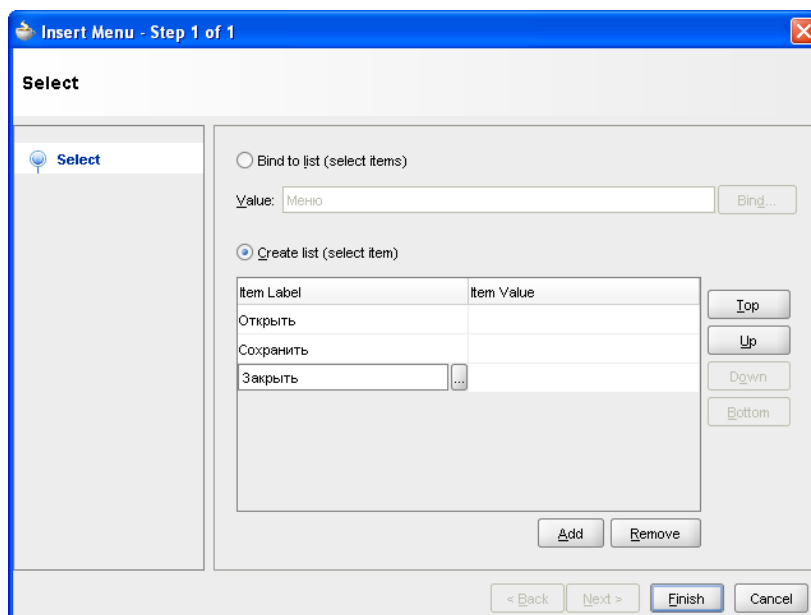 Insert Menu - Step 1 of 1
Select
Select
Bind to list (select items)
Value: Меню Bind...
Create list (select item)
Item Label Item Value
Открыть
Сохранить
Закрыть ...
Top
Up
Down
Bottom
Add Remove
< Back Next > Finish Cancel